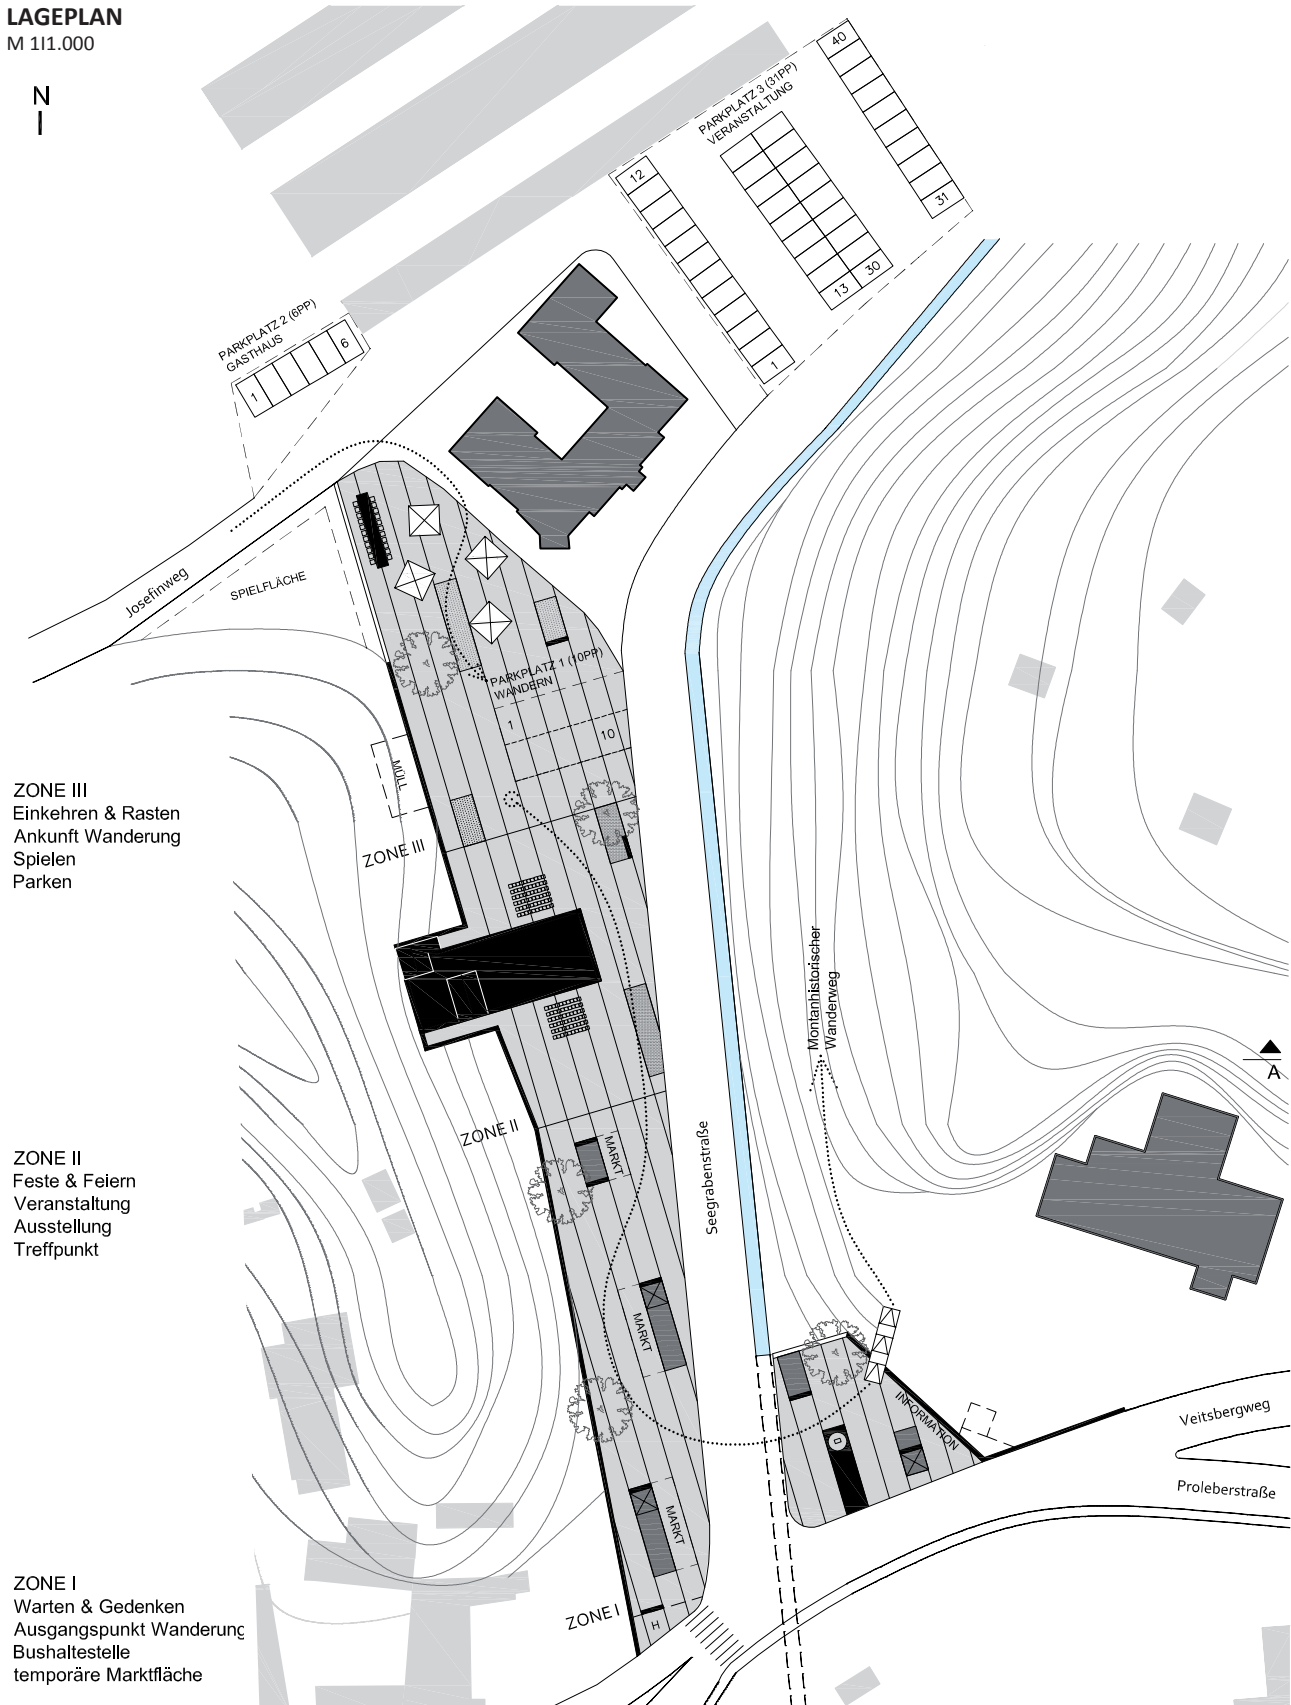 LAGEPLAN
M 1I1.000
N
40
PARKPLATZ 3 (31PP)
VERANSTALTUNG
12
31
30
13
1
PARKPLATZ 2 (6PP)
GASTHAUS
6
1
Josefinweg
SPIELFLÄCHE
PARKPLATZ 1 (10PP)
WANDERN
1
10
MÜLL
ZONE III
ZONE III
Einkehren & Rasten
Ankunft Wanderung
Spielen
Parken
Montanhistorischer
Wanderweg
A
ZONE II
MARKT
Seegrabenstraße
ZONE II
Feste & Feiern
Veranstaltung
Ausstellung
Treffpunkt
MARKT
INFORMATION
Veitsbergweg
Proleberstraße
MARKT
ZONE I
H
ZONE I
Warten & Gedenken
Ausgangspunkt Wanderung
Bushaltestelle
temporäre Marktfläche